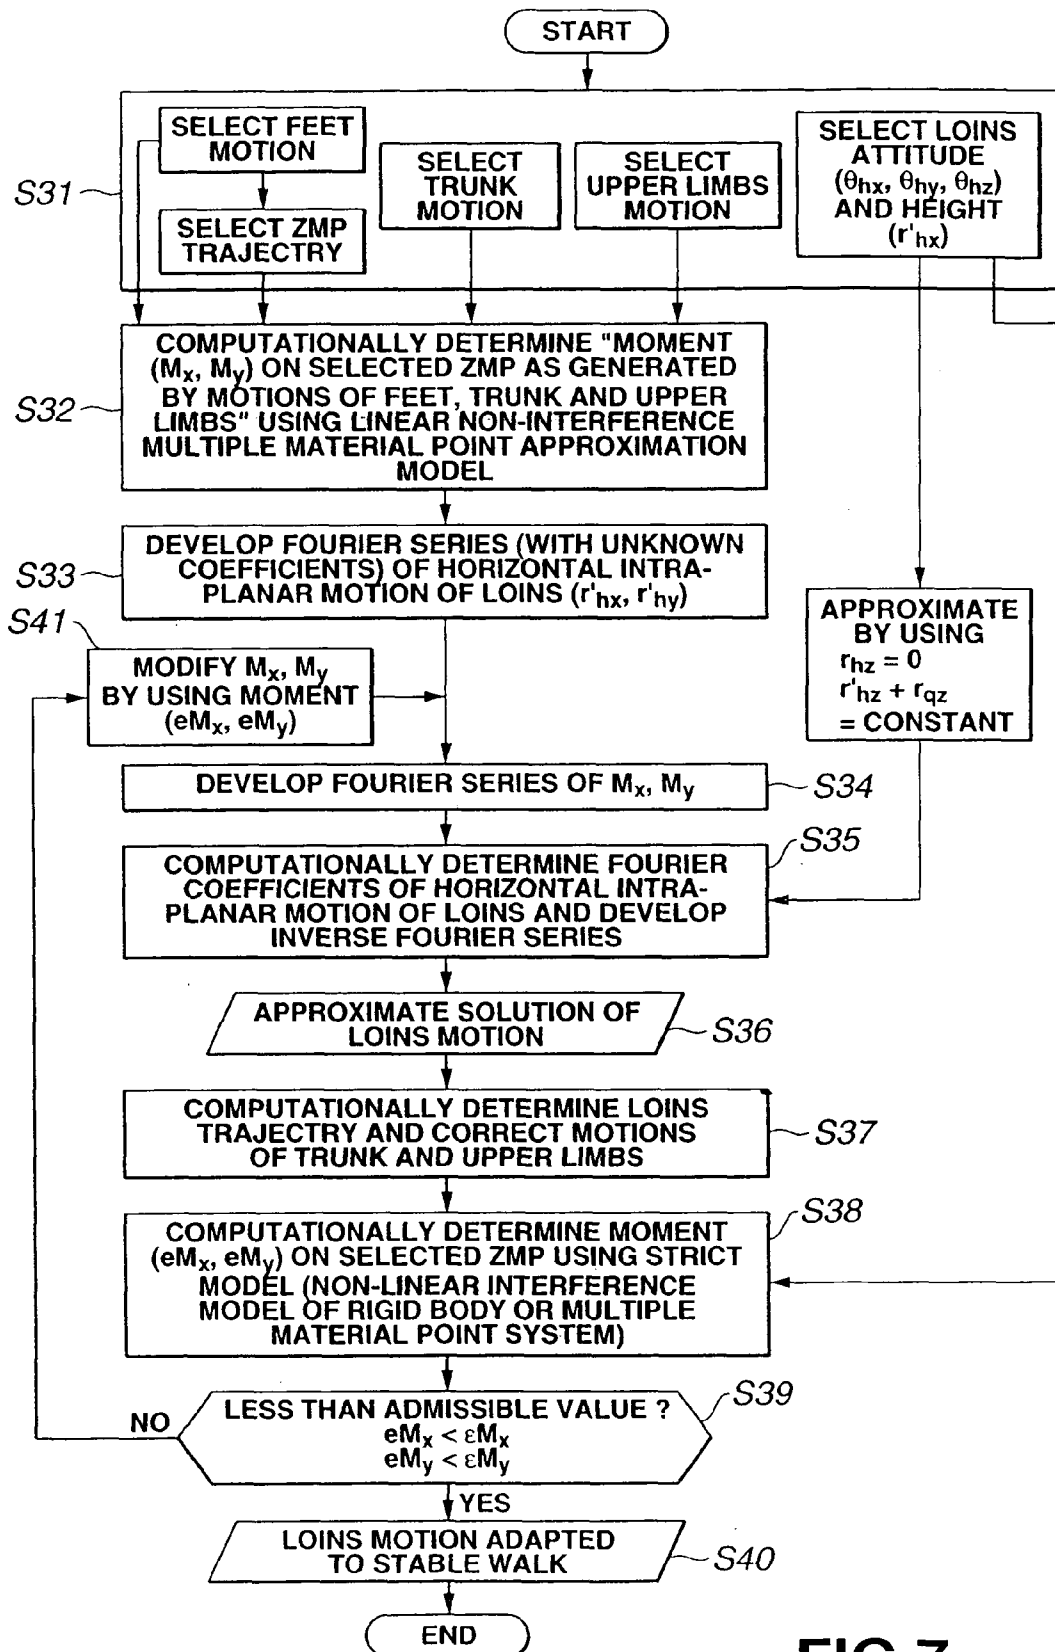 START
S31
SELECT FEET
MOTION
SELECT ZMP
TRAJECTRY
SELECT
TRUNK
MOTION
SELECT
UPPER LIMBS
MOTION
SELECT LOINS
ATTITUDE
(θhx, θhy, θhz)
AND HEIGHT
(r'hx)
S32
COMPUTATIONALLY DETERMINE "MOMENT
(Mx, My) ON SELECTED ZMP AS GENERATED
BY MOTIONS OF FEET, TRUNK AND UPPER
LIMBS" USING LINEAR NON-INTERFERENCE
MULTIPLE MATERIAL POINT APPROXIMATION
MODEL
S33
DEVELOP FOURIER SERIES (WITH UNKNOWN
COEFFICIENTS) OF HORIZONTAL INTRA-
PLANAR MOTION OF LOINS (r'hx, r'hy)
S41
MODIFY Mx, My
BY USING MOMENT
(eMx, eMy)
APPROXIMATE
BY USING
rhz = 0
r'hz + rqz
= CONSTANT
DEVELOP FOURIER SERIES OF Mx, My
S34
S35
COMPUTATIONALLY DETERMINE FOURIER
COEFFICIENTS OF HORIZONTAL INTRA-
PLANAR MOTION OF LOINS AND DEVELOP
INVERSE FOURIER SERIES
APPROXIMATE SOLUTION OF
LOINS MOTION
S36
COMPUTATIONALLY DETERMINE LOINS
TRAJECTRY AND CORRECT MOTIONS
OF TRUNK AND UPPER LIMBS
S37
S38
COMPUTATIONALLY DETERMINE MOMENT
(eMx, eMy) ON SELECTED ZMP USING STRICT
MODEL (NON-LINEAR INTERFERENCE
MODEL OF RIGID BODY OR MULTIPLE
MATERIAL POINT SYSTEM)
S39
LESS THAN ADMISSIBLE VALUE ?
eMx < εMx
eMy < εMy
NO
YES
LOINS MOTION ADAPTED
TO STABLE WALK
S40
END
FIG.7